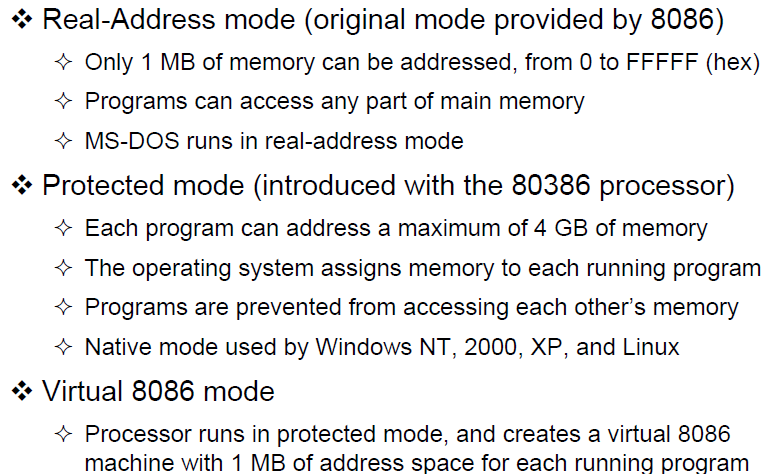 ❖ Real-Address mode (original mode provided by 8086)
✧ Only 1 MB of memory can be addressed, from 0 to FFFFF (hex)
✧ Programs can access any part of main memory
✧ MS-DOS runs in real-address mode
❖ Protected mode (introduced with the 80386 processor)
✧ Each program can address a maximum of 4 GB of memory
✧ The operating system assigns memory to each running program
✧ Programs are prevented from accessing each other's memory
✧ Native mode used by Windows NT, 2000, XP, and Linux
❖ Virtual 8086 mode
✧ Processor runs in protected mode, and creates a virtual 8086
machine with 1 MB of address space for each running program